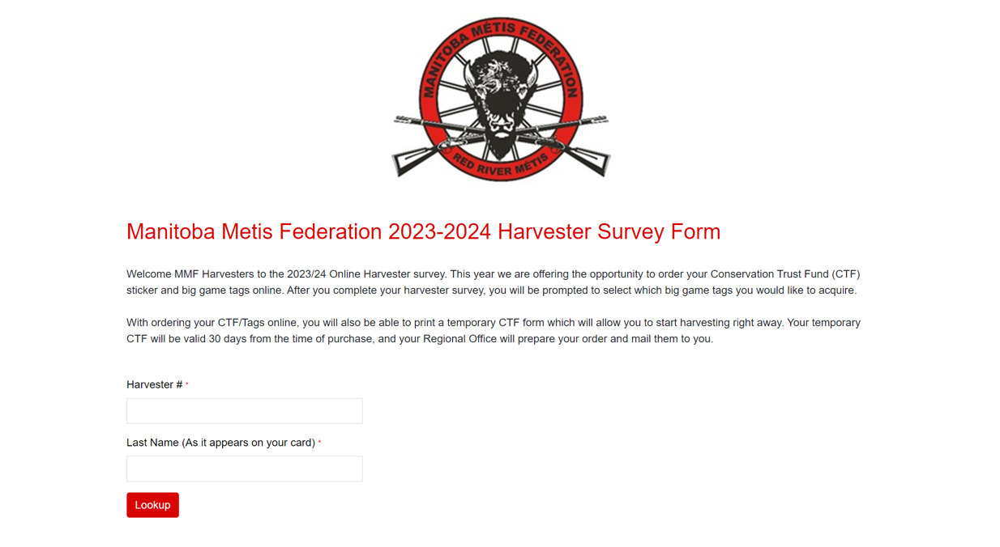 MANITOBA MÉTIS FEDERATION
RED RIVER MÉTIS
Manitoba Metis Federation 2023-2024 Harvester Survey Form
Welcome MMF Harvesters to the 2023/24 Online Harvester survey. This year we are offering the opportunity to order your Conservation Trust Fund (CTF)
sticker and big game tags online. After you complete your harvester survey, you will be prompted to select which big game tags you would like to acquire.
With ordering your CTF/Tags online, you will also be able to print a temporary CTF form which will allow you to start harvesting right away. Your temporary
CTF will be valid 30 days from the time of purchase, and your Regional Office will prepare your order and mail them to you.
Harvester # *
Last Name (As it appears on your card) *
Lookup